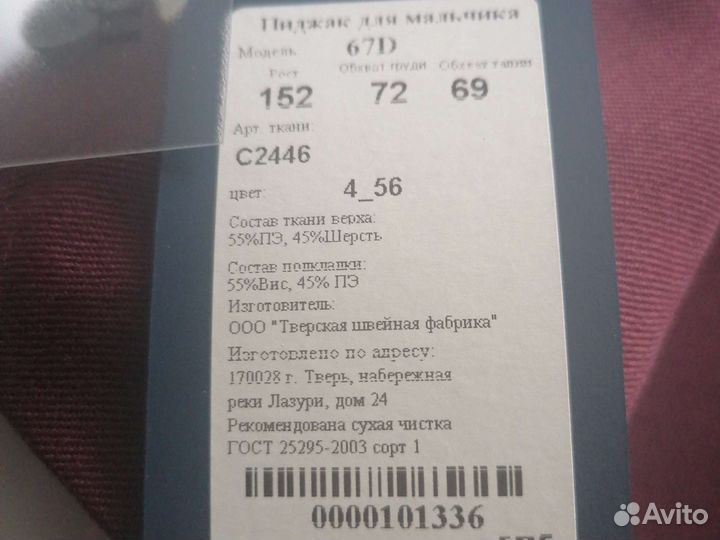 Пиджак для мальчика
Модель 67D
Рост Обхват груди Обхват талии
152 72 69
Арт. ткани:
C2446
цвет: 4_56
Состав ткани верха:
55%ПЭ, 45%Шерсть
Состав подкладки:
55%Вис, 45% ПЭ
Изготовитель:
ООО "Тверская швейная фабрика"
Изготовлено по адресу:
170028 г. Тверь, набережная
реки Лазури, дом 24
Рекомендована сухая чистка
ГОСТ 25295-2003 сорт 1
0000101336
Avito